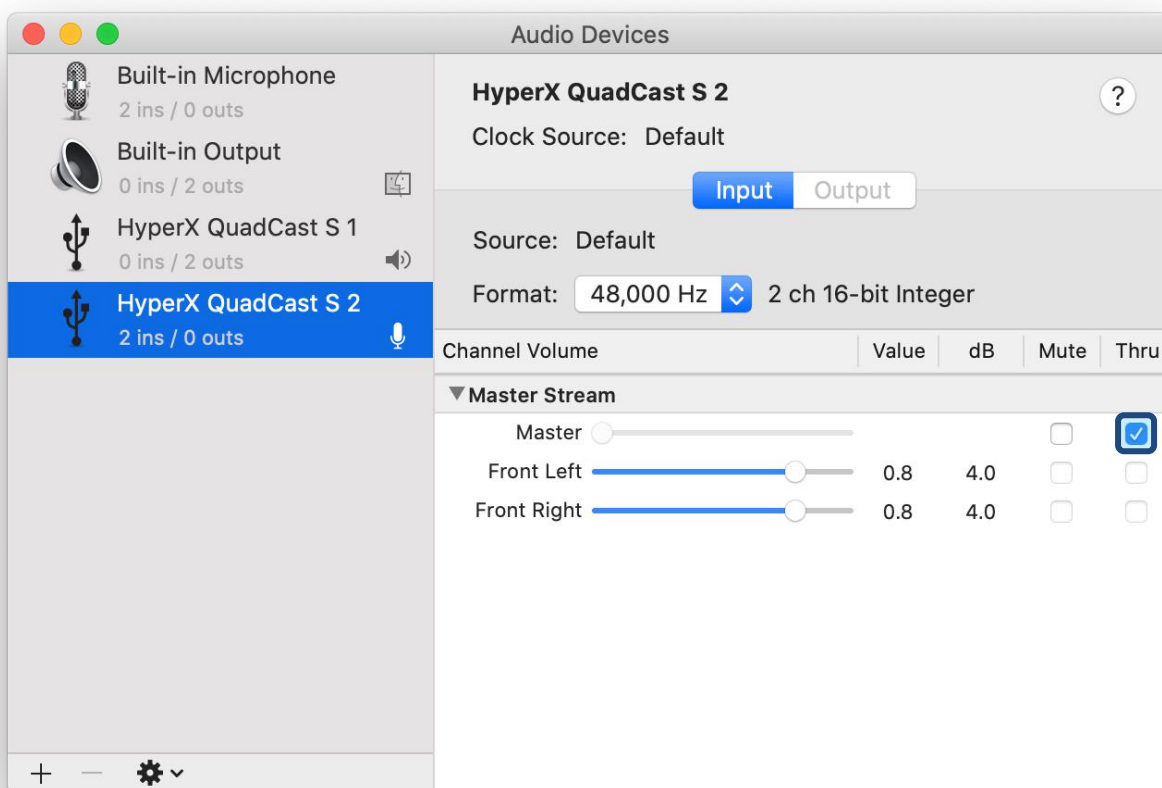 Audio Devices
Built-in Microphone
2 ins / 0 outs
Built-in Output
0 ins / 2 outs
HyperX QuadCast S 1
0 ins / 2 outs
HyperX QuadCast S 2
2 ins / 0 outs
HyperX QuadCast S 2
?
Clock Source: Default
Input Output
Source: Default
Format: 48,000 Hz 2 ch 16-bit Integer
Channel Volume Value dB Mute Thru
Master Stream
Master
Front Left 0.8 4.0
Front Right 0.8 4.0